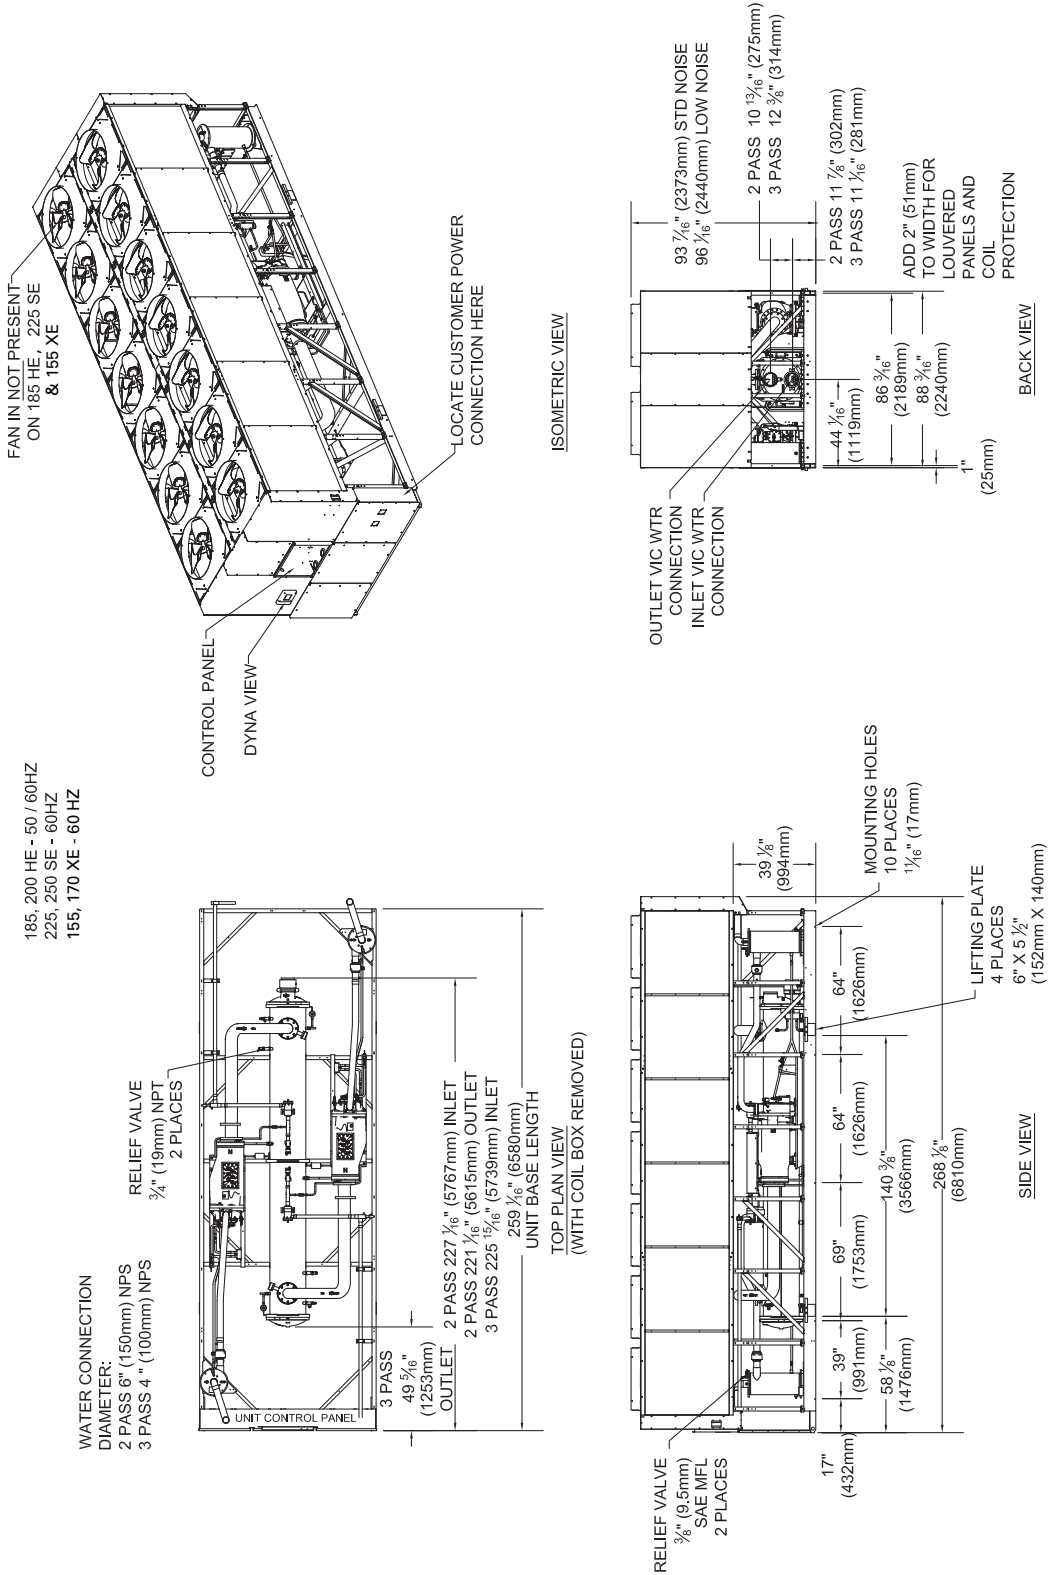 185, 200 HE - 50 / 60HZ
225, 250 SE - 60HZ
155, 170 XE - 60 HZ
WATER CONNECTION
DIAMETER:
2 PASS 6" (150mm) NPS
3 PASS 4 " (100mm) NPS
RELIEF VALVE
3⁄4" (19mm) NPT
2 PLACES
UNIT CONTROL PANEL
3 PASS
49 5⁄16"
(1253mm)
OUTLET
2 PASS 227 1⁄16" (5767mm) INLET
2 PASS 221 1⁄16" (5615mm) OUTLET
3 PASS 225 15⁄16" (5739mm) INLET
259 1⁄16" (6580mm)
UNIT BASE LENGTH
TOP PLAN VIEW
(WITH COIL BOX REMOVED)
FAN IN NOT PRESENT
ON 185 HE, 225 SE
& 155 XE
CONTROL PANEL
DYNA VIEW
LOCATE CUSTOMER POWER
CONNECTION HERE
ISOMETRIC VIEW
RELIEF VALVE
3⁄8" (9.5mm)
SAE MFL
2 PLACES
17"
(432mm)
39"
(991mm)
69"
(1753mm)
64"
(1626mm)
64"
(1626mm)
58 1⁄8"
(1476mm)
140 3⁄8"
(3566mm)
268 1⁄8"
(6810mm)
39 1⁄8"
(994mm)
MOUNTING HOLES
10 PLACES
11⁄16" (17mm)
LIFTING PLATE
4 PLACES
6" X 5 1⁄2"
(152mm X 140mm)
SIDE VIEW
OUTLET VIC WTR
CONNECTION
INLET VIC WTR
CONNECTION
93 7⁄16" (2373mm) STD NOISE
96 1⁄16" (2440mm) LOW NOISE
2 PASS 10 13⁄16" (275mm)
3 PASS 12 3⁄8" (314mm)
2 PASS 11 7⁄8" (302mm)
3 PASS 11 1⁄16" (281mm)
44 1⁄16"
(1119mm)
86 3⁄16"
(2189mm)
88 3⁄16"
(2240mm)
1"
(25mm)
ADD 2" (51mm)
TO WIDTH FOR
LOUVERED
PANELS AND
COIL
PROTECTION
BACK VIEW